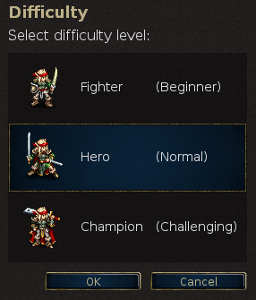 Difficulty
Select difficulty level:
Fighter (Beginner)
Hero (Normal)
Champion (Challenging)
OK Cancel